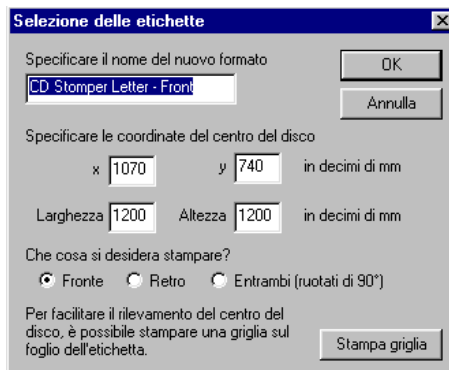 Selezione delle etichette
Specificare il nome del nuovo formato
OK
CD Stomper Letter - Front
Annulla
Specificare le coordinate del centro del disco
x 1070 y 740 in decimi di mm
Larghezza 1200 Altezza 1200 in decimi di mm
Che cosa si desidera stampare?
Fronte Retro Entrambi (ruotati di 90°)
Per facilitare il rilevamento del centro del
disco, è possibile stampare una griglia sul
foglio dell'etichetta.
Stampa griglia